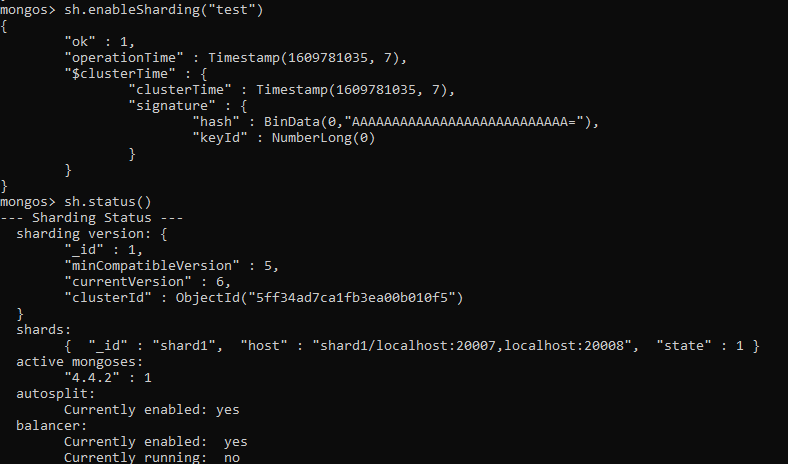 mongos> sh.enableSharding("test")
{
        "ok" : 1,
        "operationTime" : Timestamp(1609781035, 7),
        "$clusterTime" : {
                "clusterTime" : Timestamp(1609781035, 7),
                "signature" : {
                        "hash" : BinData(0,"AAAAAAAAAAAAAAAAAAAAAAAAAAA="),
                        "keyId" : NumberLong(0)
                }
        }
}
mongos> sh.status()
--- Sharding Status ---
  sharding version: {
        "_id" : 1,
        "minCompatibleVersion" : 5,
        "currentVersion" : 6,
        "clusterId" : ObjectId("5ff34ad7ca1fb3ea00b010f5")
  }
  shards:
        {  "_id" : "shard1",  "host" : "shard1/localhost:20007,localhost:20008",  "state" : 1 }
  active mongoses:
        "4.4.2" : 1
  autosplit:
        Currently enabled: yes
  balancer:
        Currently enabled:  yes
        Currently running:  no